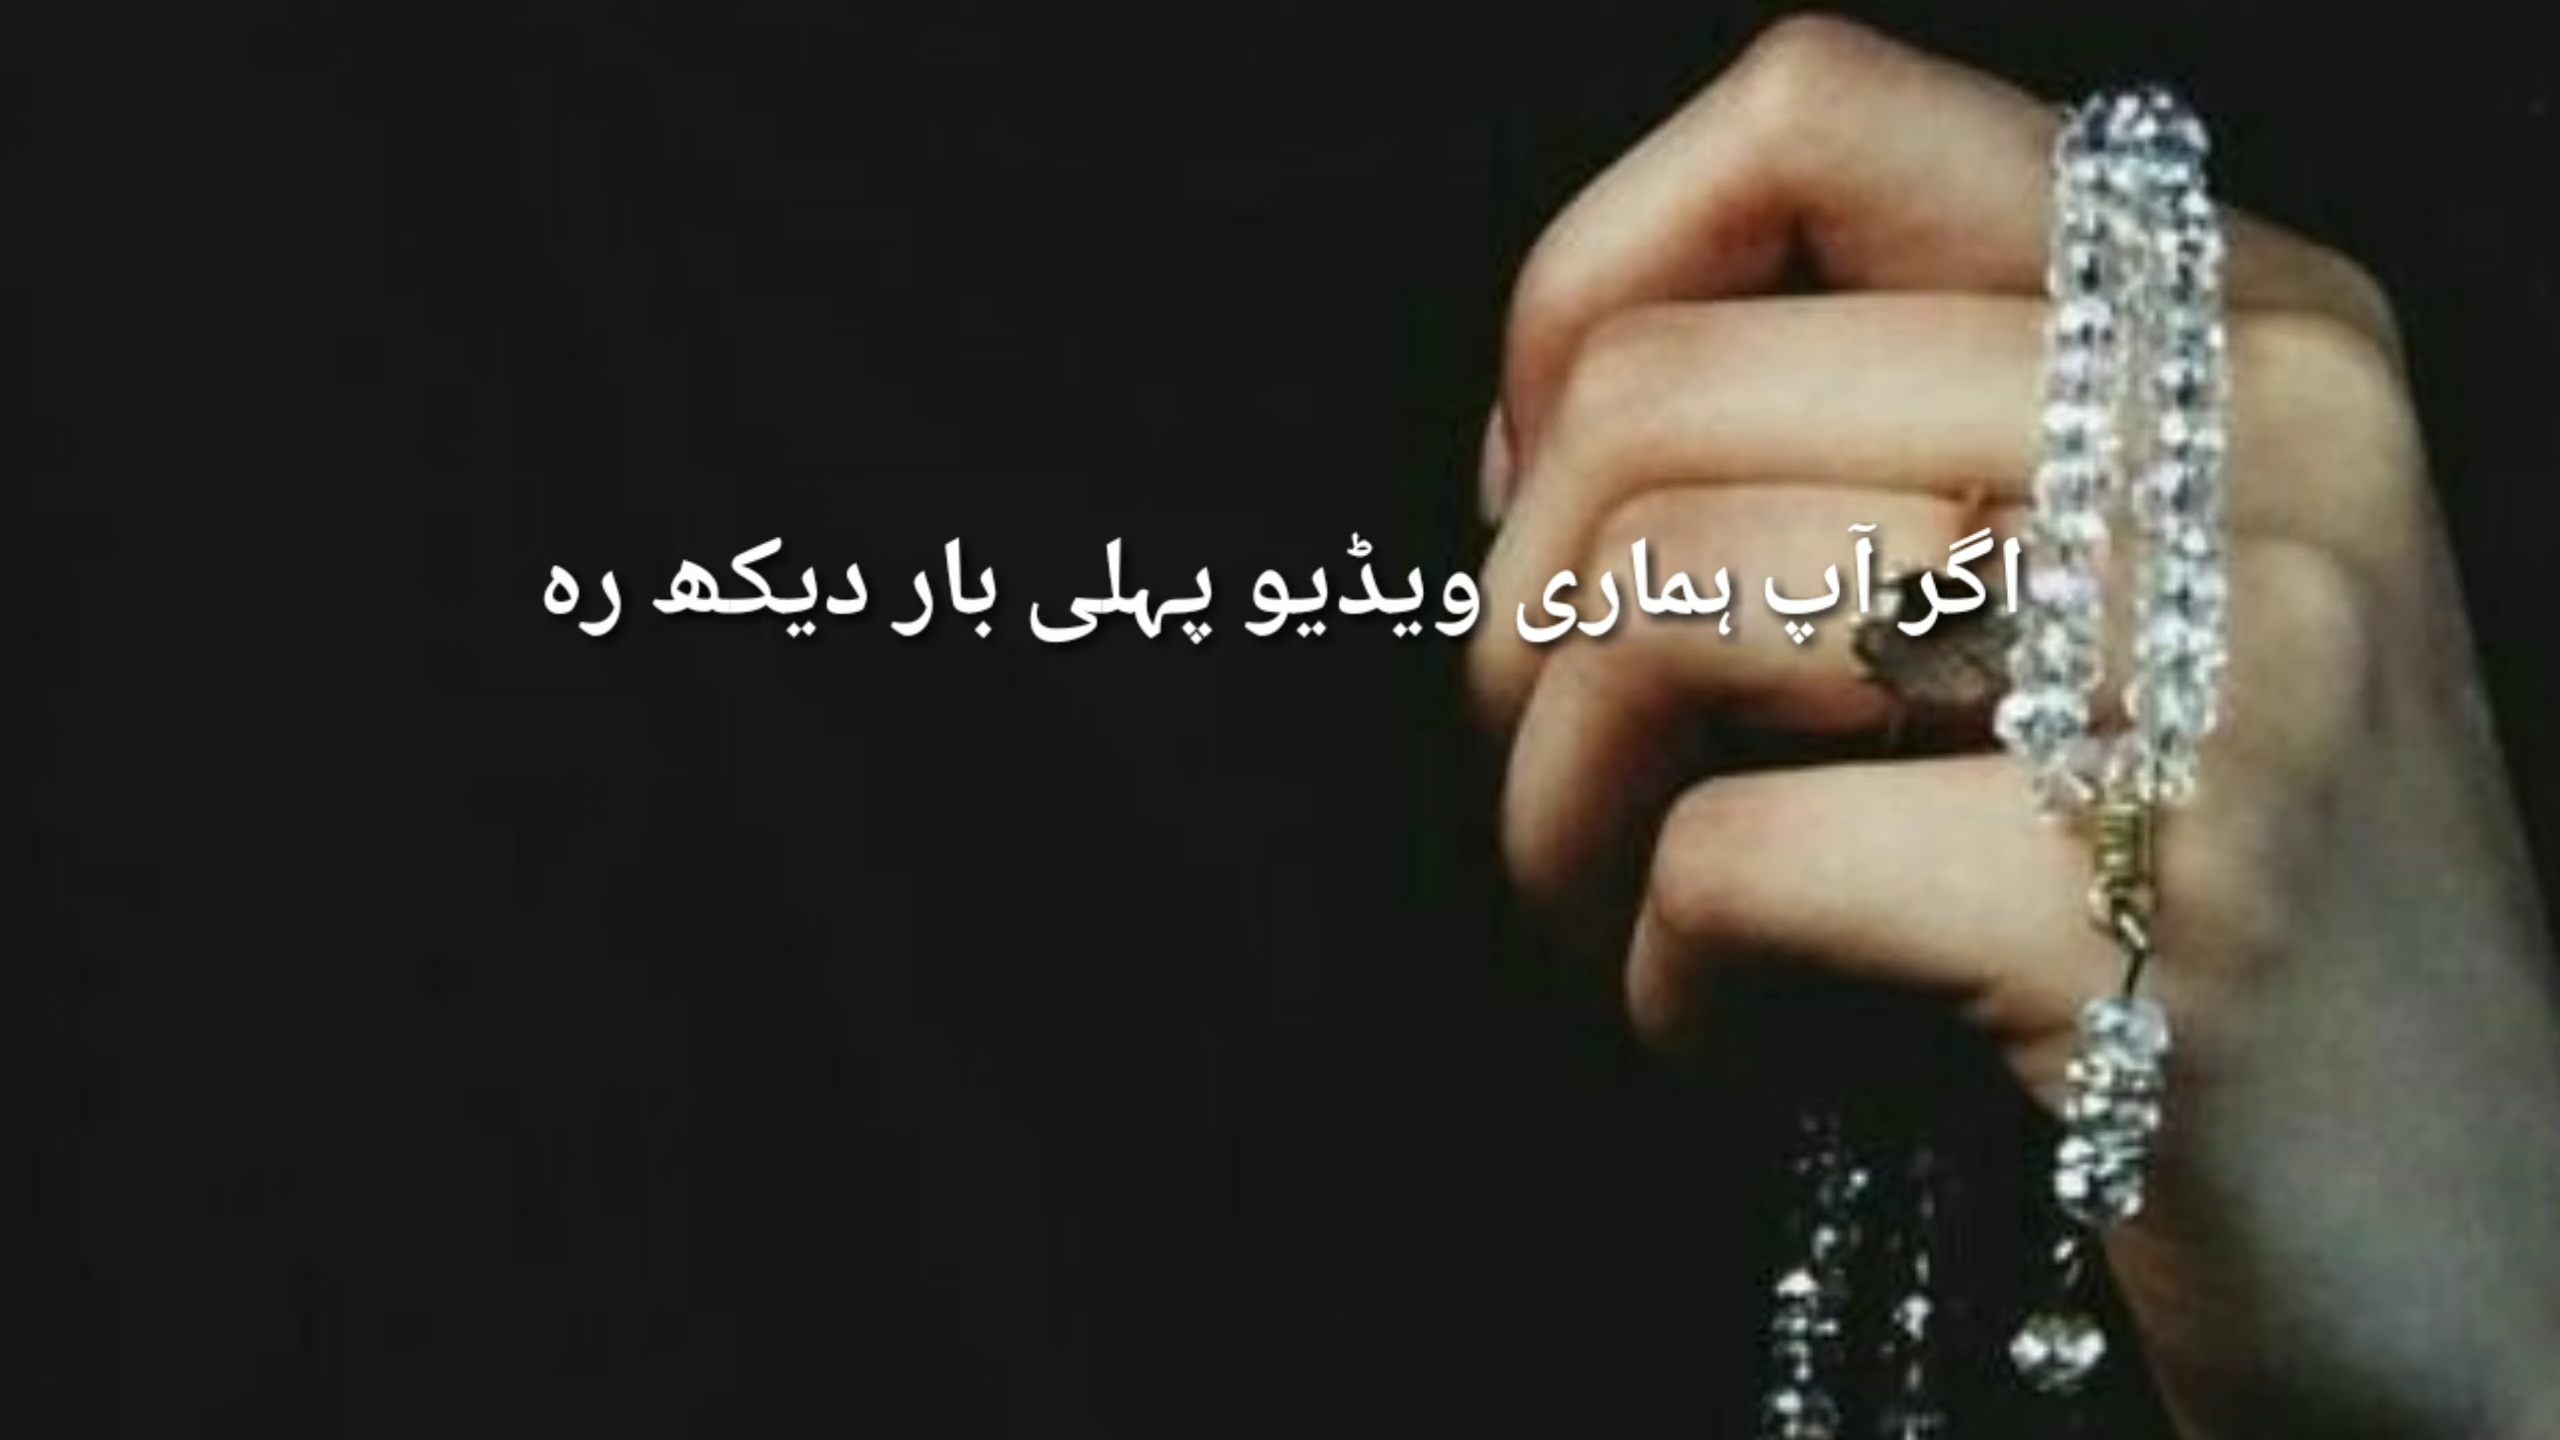 اگر آپ ہماری ویڈیو پہلی بار دیکھ رہ